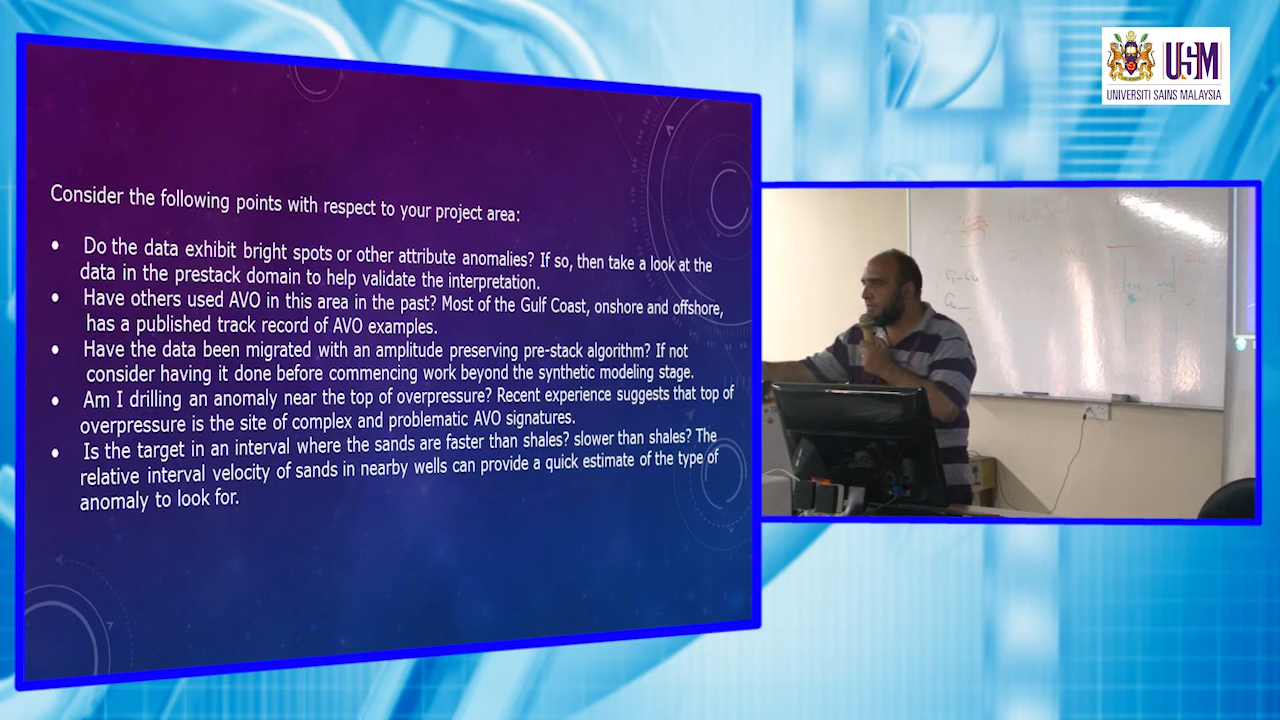 USM
UNIVERSITI SAINS MALAYSIA
Consider the following points with respect to your project area:
• Do the data exhibit bright spots or other attribute anomalies? If so, then take a look at the
data in the prestack domain to help validate the interpretation.
• Have others used AVO in this area in the past? Most of the Gulf Coast, onshore and offshore,
has a published track record of AVO examples.
• Have the data been migrated with an amplitude preserving pre-stack algorithm? If not
consider having it done before commencing work beyond the synthetic modeling stage.
• Am I drilling an anomaly near the top of overpressure? Recent experience suggests that top of
overpressure is the site of complex and problematic AVO signatures.
• Is the target in an interval where the sands are faster than shales? slower than shales? The
relative interval velocity of sands in nearby wells can provide a quick estimate of the type of
anomaly to look for.